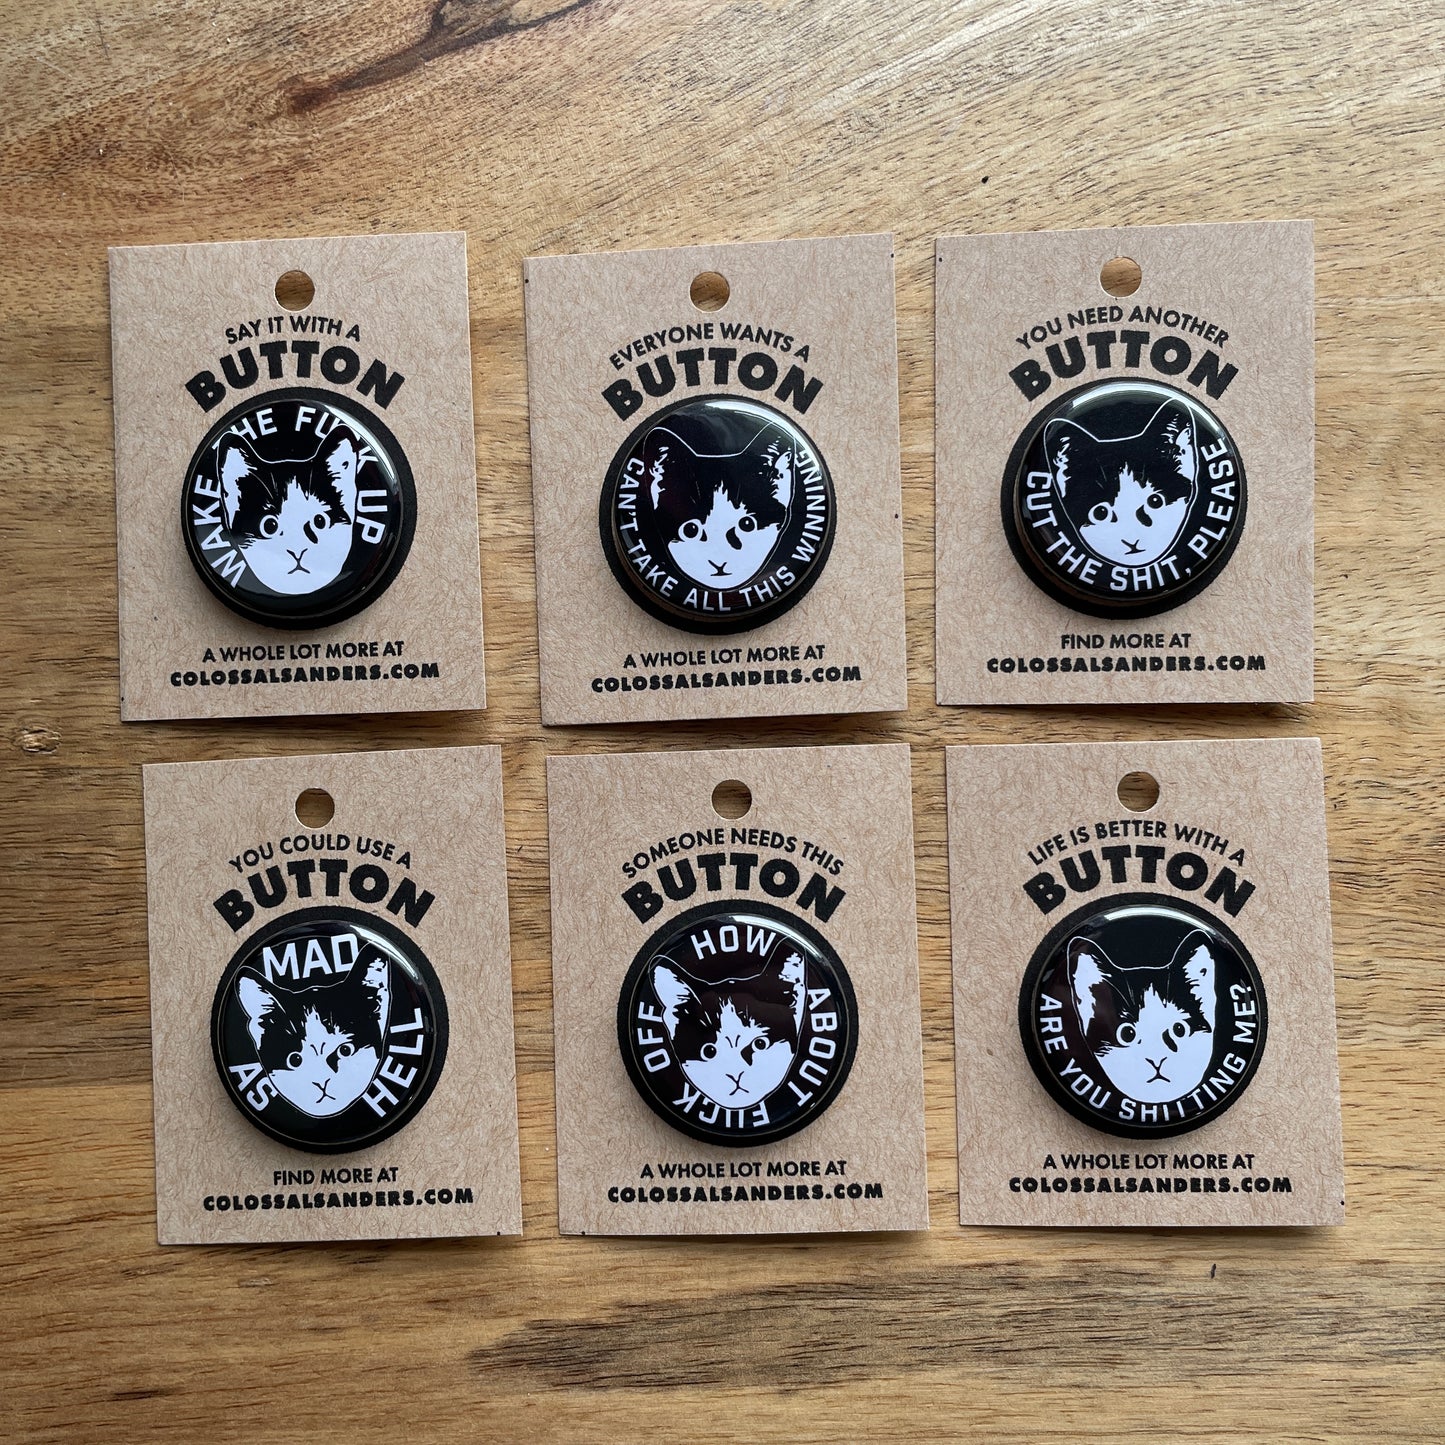 SAY IT WITH A
BUTTON
WAKE THE FUCK UP
A WHOLE LOT MORE AT
COLOSSALSANDERS.COM
EVERYONE WANTS A
BUTTON
CAN'T TAKE ALL THIS WINNING
A WHOLE LOT MORE AT
COLOSSALSANDERS.COM
YOU NEED ANOTHER
BUTTON
CUT THE SHIT, PLEASE
FIND MORE AT
COLOSSALSANDERS.COM
YOU COULD USE A
BUTTON
MAD
AS
HELL
FIND MORE AT
COLOSSALSANDERS.COM
SOMEONE NEEDS THIS
BUTTON
HOW ABOUT FUCK OFF
A WHOLE LOT MORE AT
COLOSSALSANDERS.COM
LIFE IS BETTER WITH A
BUTTON
ARE YOU SHITTING ME?
A WHOLE LOT MORE AT
COLOSSALSANDERS.COM